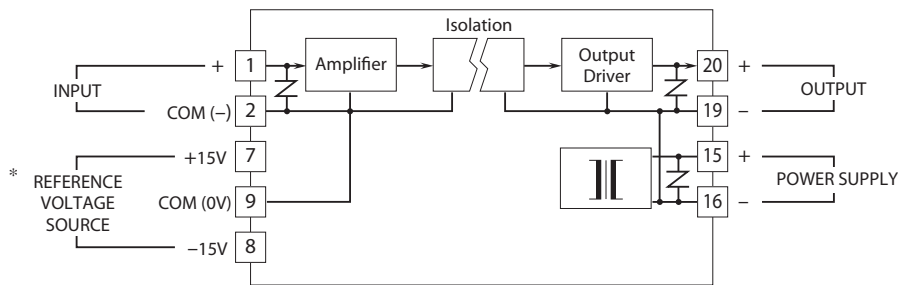 Isolation
+ 1 Amplifier Output Driver 20 +
INPUT OUTPUT
COM (−) 2 19 −
+15V 7 15 +
* REFERENCE VOLTAGE SOURCE POWER SUPPLY
COM (0V) 9 16 −
−15V 8